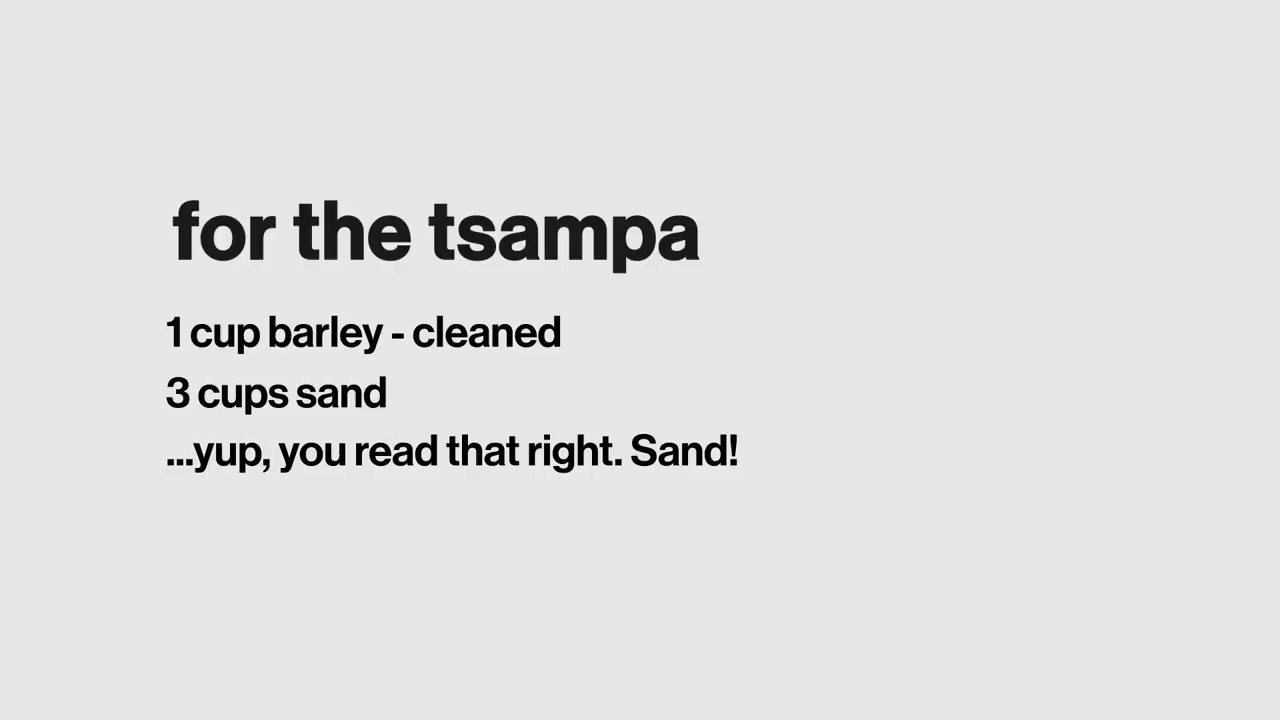 for the tsampa
1 cup barley - cleaned
3 cups sand
...yup, you read that right. Sand!